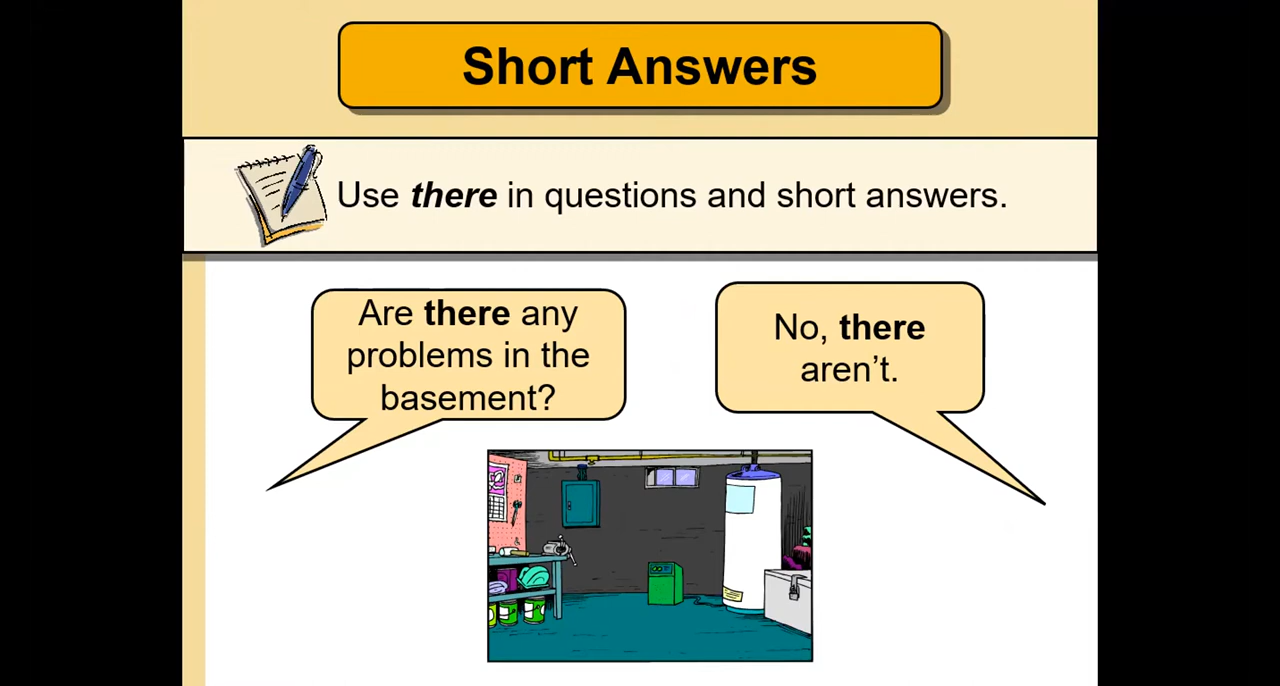 Short Answers
Use there in questions and short answers.
Are there any
problems in the
basement?
No, there
aren’t.